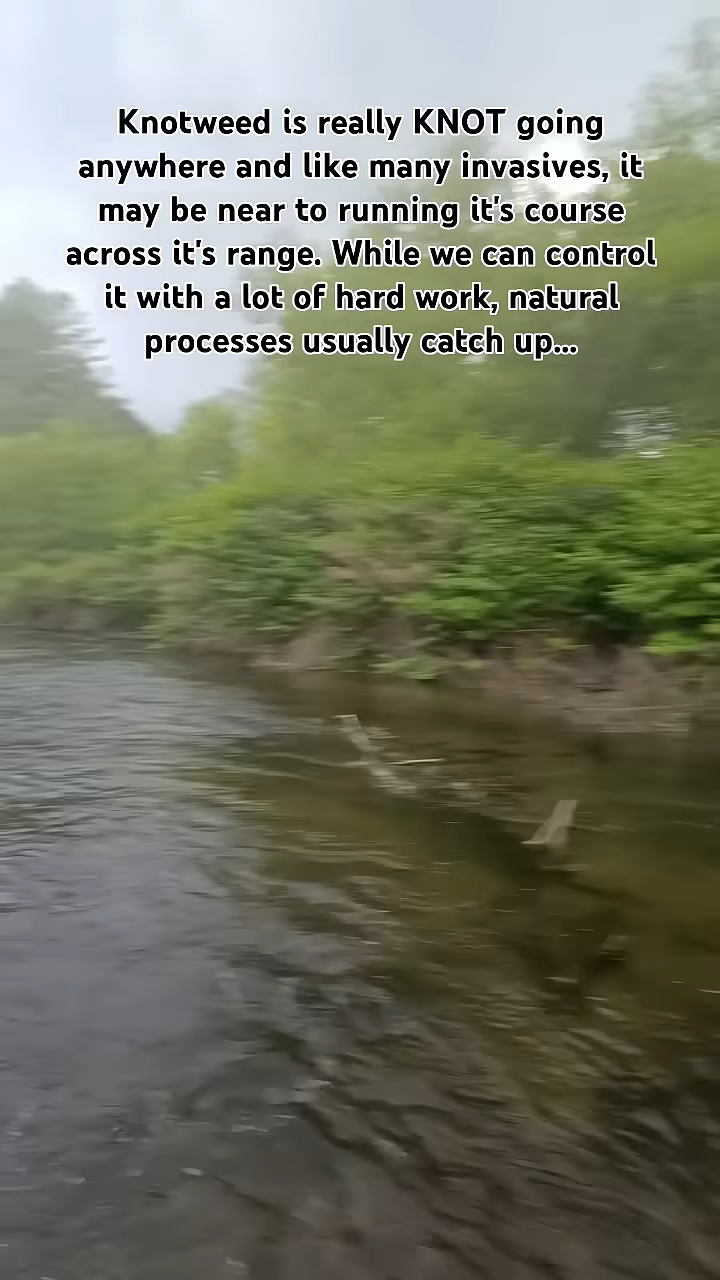 Knotweed is really KNOT going
anywhere and like many invasives, it
may be near to running it's course
across it's range. While we can control
it with a lot of hard work, natural
processes usually catch up...